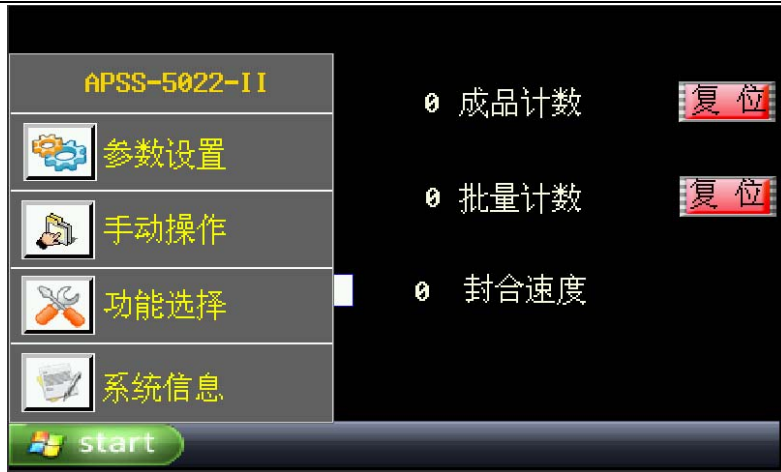 APSS-5022-II
参数设置
手动操作
功能选择
系统信息
0 成品计数 复 位
0 批量计数 复 位
0 封合速度
start